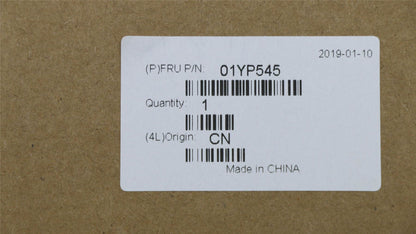 2019-01-10
(P)FRU P/N: 01YP545
Quantity: 1
(4L)Origin: CN
Made in CHINA